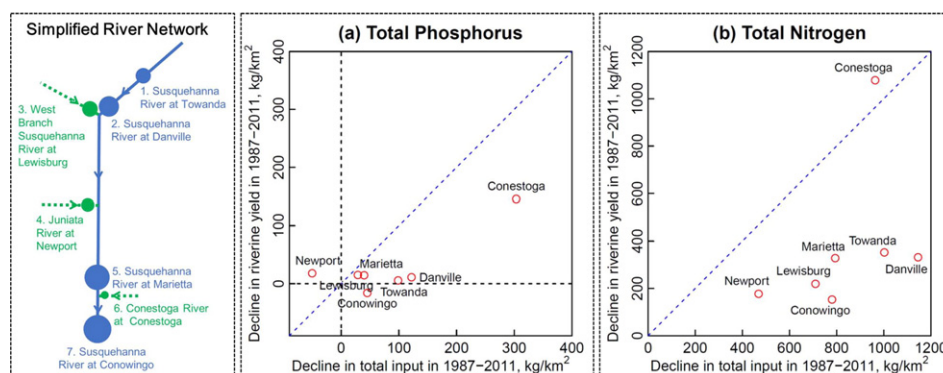 Simplified River Network
1. Susquehanna
River at Towanda
3. West
Branch
Susquehanna
River at
Lewisburg
2. Susquehanna
River at Danville
4. Juniata
River at
Newport
5. Susquehanna
River at Marietta
6. Conestoga River
at Conestoga
7. Susquehanna
River at Conowingo
(a) Total Phosphorus
Decline in riverine yield in 1987−2011, kg/km²
400
300
200
100
0
Conestoga
Newport
Marietta
Lewisburg
Danville
Towanda
Conowingo
0 100 200 300 400
Decline in total input in 1987−2011, kg/km²
(b) Total Nitrogen
Decline in riverine yield in 1987−2011, kg/km²
1200
1000
800
600
400
200
0
Conestoga
Marietta
Towanda
Lewisburg
Danville
Newport
Conowingo
0 200 400 600 800 1000 1200
Decline in total input in 1987−2011, kg/km²